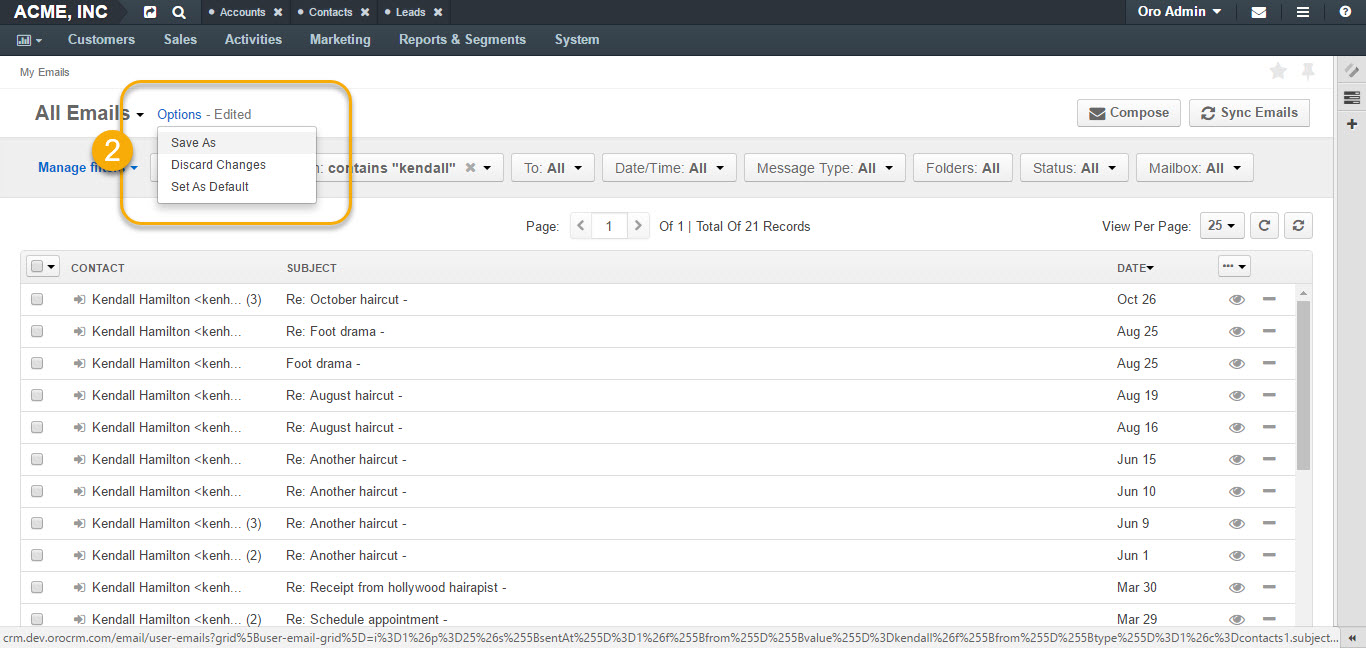 ACME, INC Accounts Contacts Leads Oro Admin
Customers Sales Activities Marketing Reports & Segments System
My Emails
All Emails Options - Edited Compose Sync Emails
2
Save As
Discard Changes
Set As Default
Manage contains "kendall" To: All Date/Time: All Message Type: All Folders: All Status: All Mailbox: All
Page: 1 Of 1 | Total Of 21 Records View Per Page: 25
CONTACT SUBJECT DATE
Kendall Hamilton <kenh... (3) Re: October haircut - Oct 26
Kendall Hamilton <kenh... Re: Foot drama - Aug 25
Kendall Hamilton <kenh... Foot drama - Aug 25
Kendall Hamilton <kenh... Re: August haircut - Aug 19
Kendall Hamilton <kenh... Re: August haircut - Aug 16
Kendall Hamilton <kenh... Re: Another haircut - Jun 15
Kendall Hamilton <kenh... Re: Another haircut - Jun 10
Kendall Hamilton <kenh... (3) Re: Another haircut - Jun 9
Kendall Hamilton <kenh... (2) Re: Another haircut - Jun 1
Kendall Hamilton <kenh... Re: Receipt from hollywood hairapist - Mar 30
Kendall Hamilton <kenh... (2) Re: Schedule appointment - Mar 29
crm.dev.orocrm.com/email/user-emails?grid%5Buser-email-grid%5D=i%3D1%26p%3D25%26s%255BsentAt%255D%3D1%26f%255Bfrom%255D%255Bvalue%255D%3Dkendall%26f%255Bfrom%255D%255Btype%255D%3D1%26c%3Dcontacts1.subject...